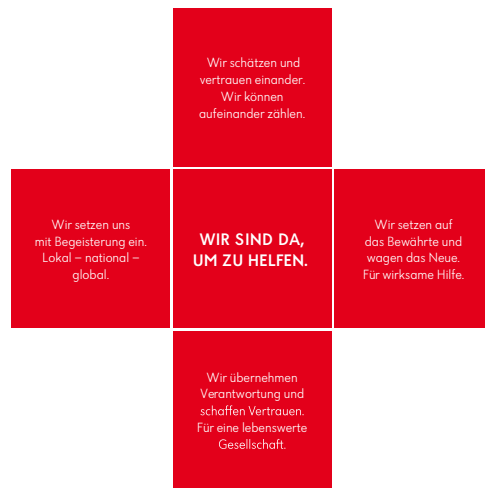 Wir schätzen und
vertrauen einander.
Wir können
aufeinander zählen.
Wir setzen uns
mit Begeisterung ein.
Lokal – national –
global.
WIR SIND DA,
UM ZU HELFEN.
Wir setzen auf
das Bewährte und
wagen das Neue.
Für wirksame Hilfe.
Wir übernehmen
Verantwortung und
schaffen Vertrauen.
Für eine lebenswerte
Gesellschaft.